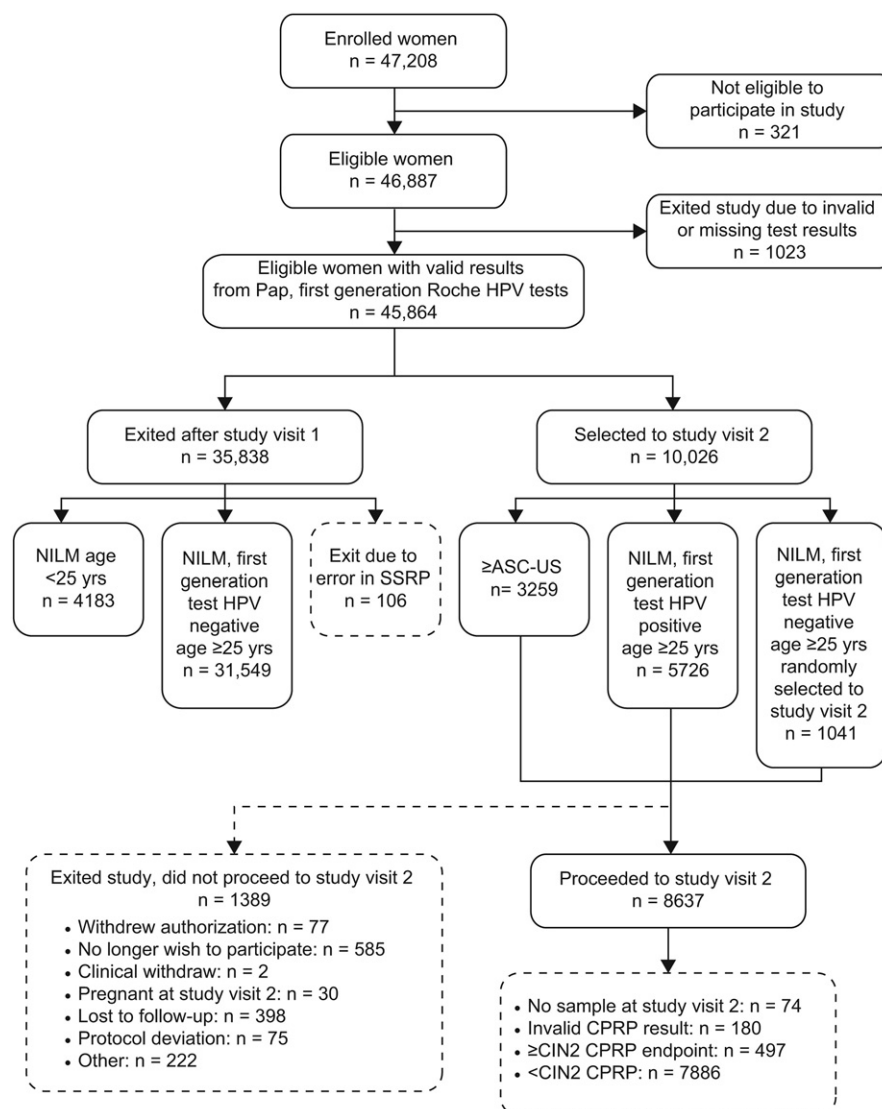 Enrolled women
n = 47,208
Not eligible to
participate in study
n = 321
Eligible women
n = 46,887
Exited study due to invalid
or missing test results
n = 1023
Eligible women with valid results
from Pap, first generation Roche HPV tests
n = 45,864
Exited after study visit 1
n = 35,838
Selected to study visit 2
n = 10,026
NILM age
<25 yrs
n = 4183
NILM, first
generation
test HPV
negative
age ≥25 yrs
n = 31,549
Exit due to
error in SSRP
n = 106
≥ASC-US
n= 3259
NILM, first
generation
test HPV
positive
age ≥25 yrs
n = 5726
NILM, first
generation
test HPV
negative
age ≥25 yrs
randomly
selected to
study visit 2
n = 1041
Exited study, did not proceed to study visit 2
n = 1389
• Withdrew authorization: n = 77
• No longer wish to participate: n = 585
• Clinical withdraw: n = 2
• Pregnant at study visit 2: n = 30
• Lost to follow-up: n = 398
• Protocol deviation: n = 75
• Other: n = 222
Proceeded to study visit 2
n = 8637
• No sample at study visit 2: n = 74
• Invalid CPRP result: n = 180
• ≥CIN2 CPRP endpoint: n = 497
• <CIN2 CPRP: n = 7886